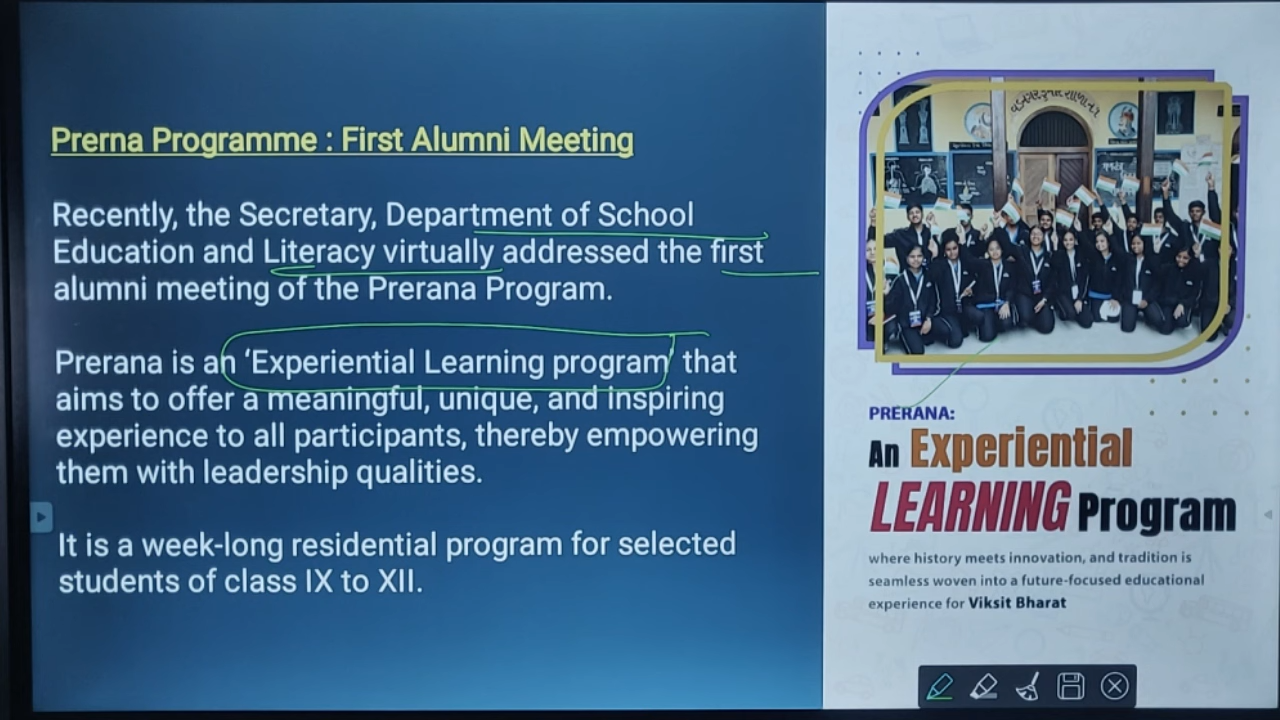 Prerna Programme : First Alumni Meeting
Recently, the Secretary, Department of School
Education and Literacy virtually addressed the first
alumni meeting of the Prerana Program.
Prerana is an ‘Experiential Learning program’ that
aims to offer a meaningful, unique, and inspiring
experience to all participants, thereby empowering
them with leadership qualities.
It is a week-long residential program for selected
students of class IX to XII.
PRERANA:
An Experiential
LEARNING Program
where history meets innovation, and tradition is
seamless woven into a future-focused educational
experience for Viksit Bharat